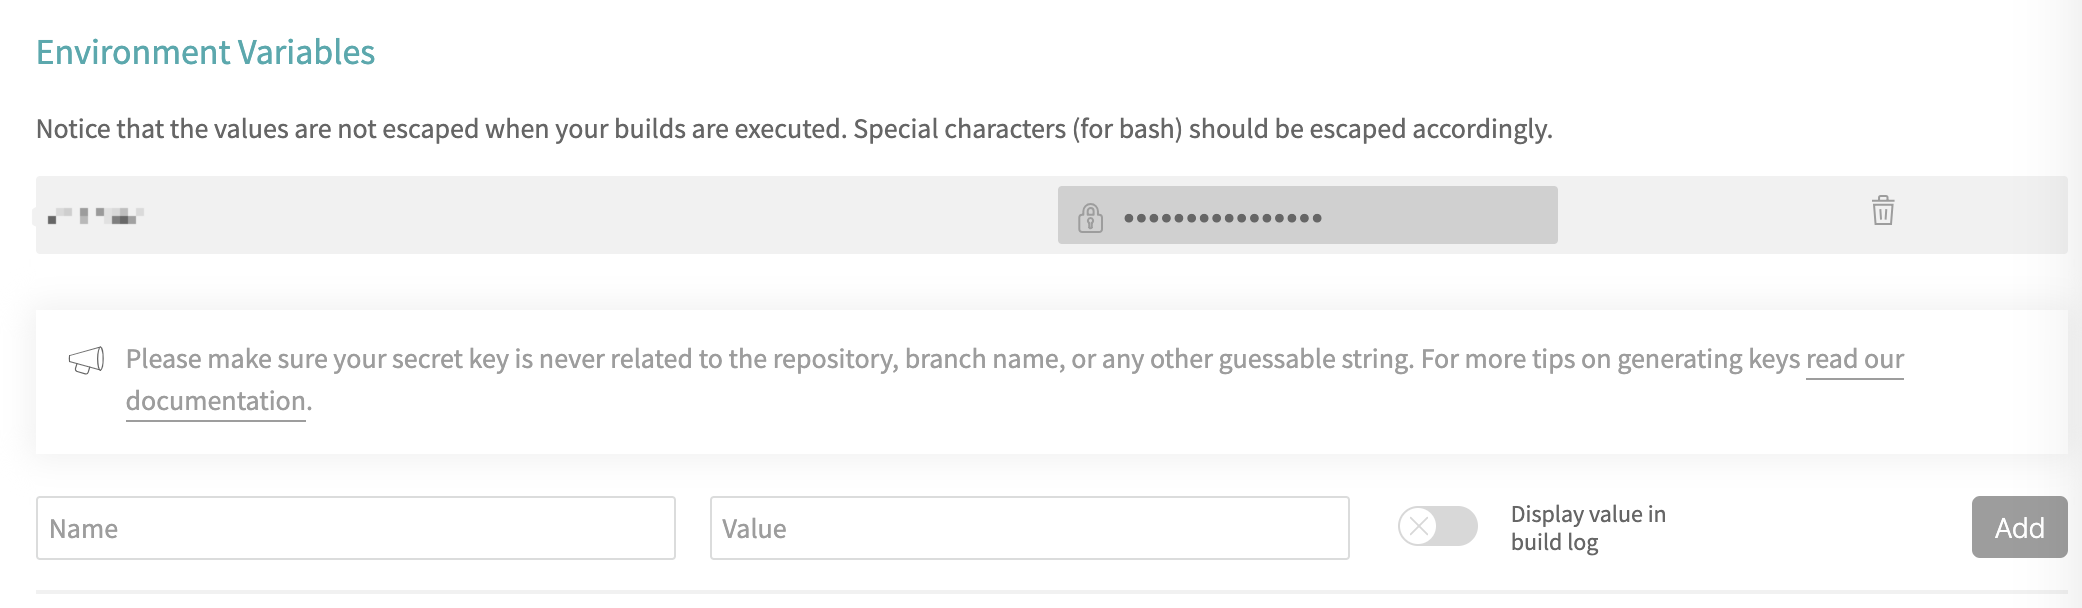 Environment Variables
Notice that the values are not escaped when your builds are executed. Special characters (for bash) should be escaped accordingly.
••••••••••••••••
Please make sure your secret key is never related to the repository, branch name, or any other guessable string. For more tips on generating keys read our
documentation.
Name
Value
Display value in
build log
Add